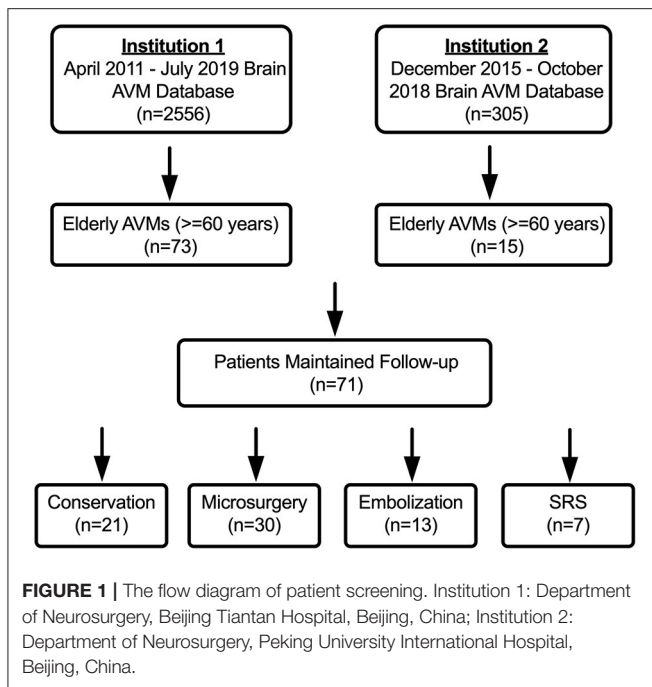 Institution 1
April 2011 - July 2019 Brain
AVM Database
(n=2556)
Institution 2
December 2015 - October
2018 Brain AVM Database
(n=305)
Elderly AVMs (>=60 years)
(n=73)
Elderly AVMs (>=60 years)
(n=15)
Patients Maintained Follow-up
(n=71)
Conservation
(n=21)
Microsurgery
(n=30)
Embolization
(n=13)
SRS
(n=7)
FIGURE 1 | The flow diagram of patient screening. Institution 1: Department
of Neurosurgery, Beijing Tiantan Hospital, Beijing, China; Institution 2:
Department of Neurosurgery, Peking University International Hospital,
Beijing, China.